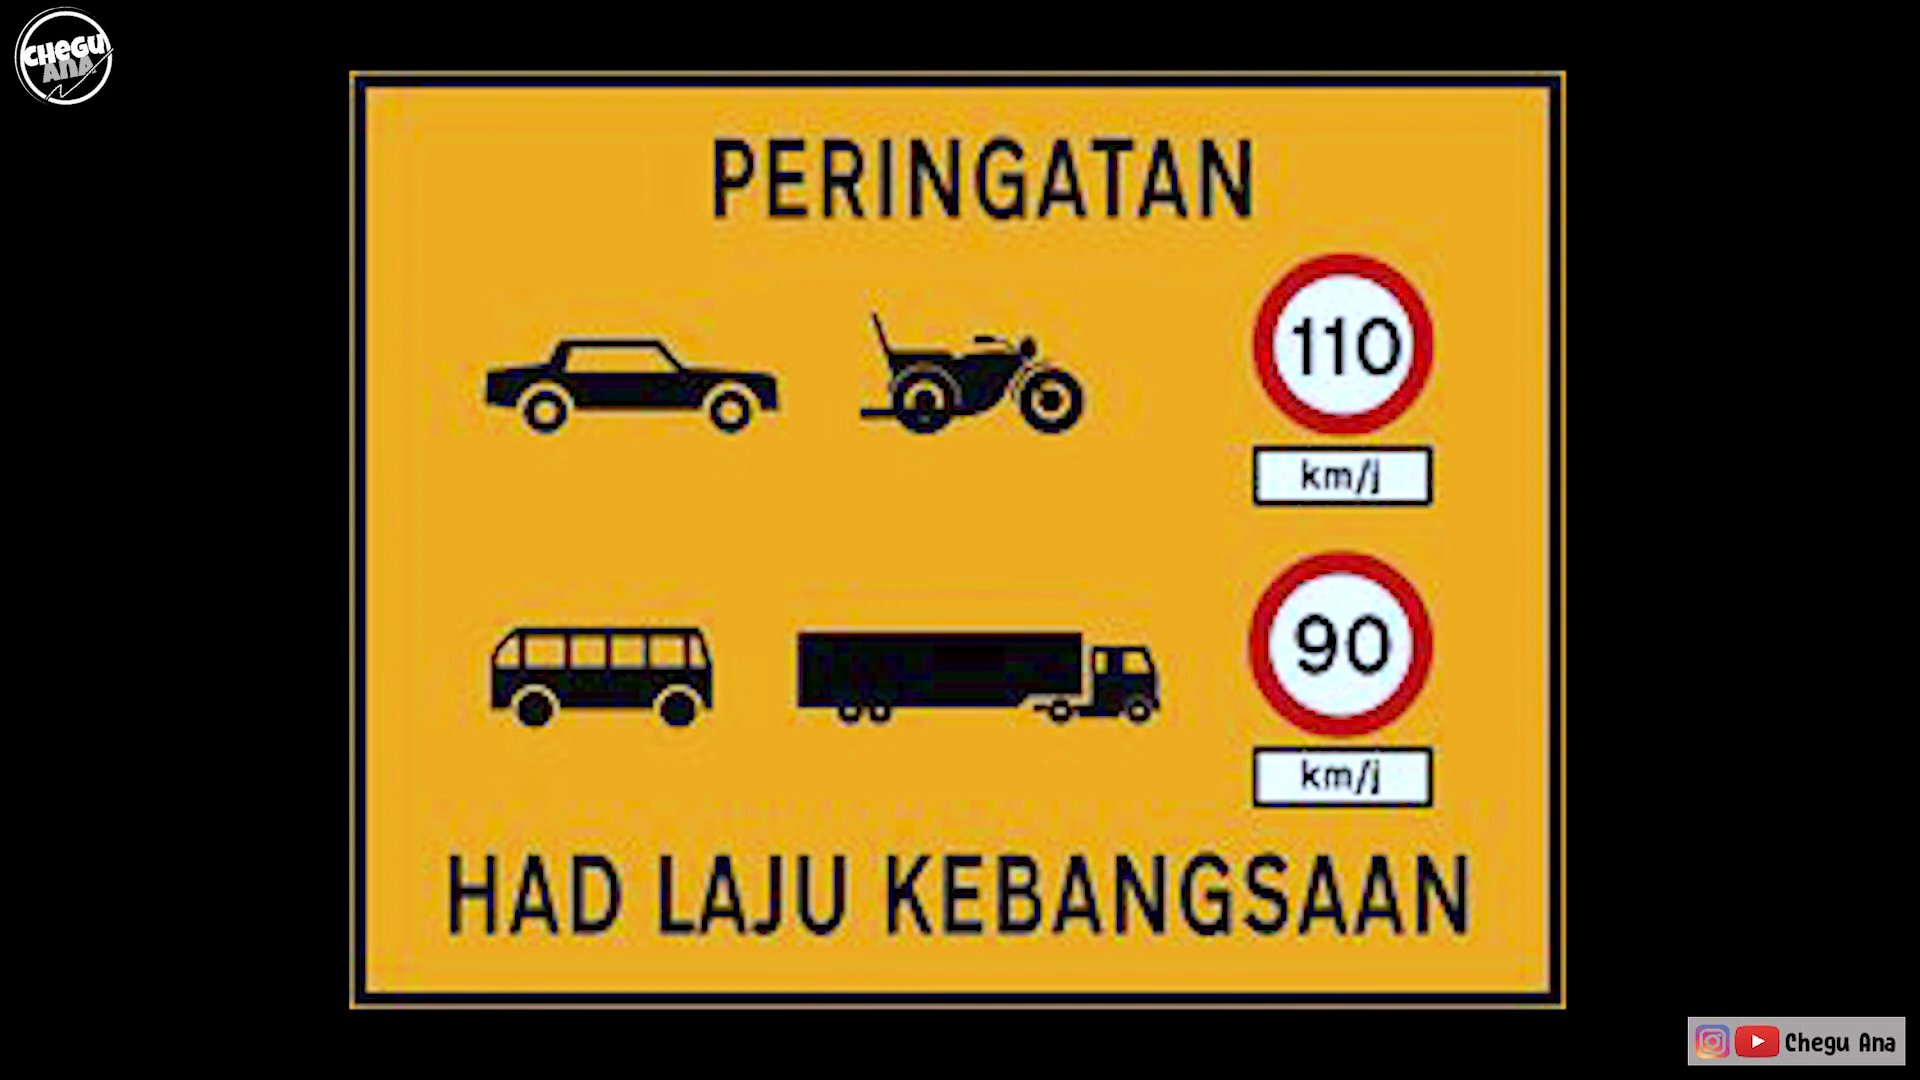 CHEGU
ANA
PERINGATAN
110
km/j
90
km/j
HAD LAJU KEBANGSAAN
Chegu Ana